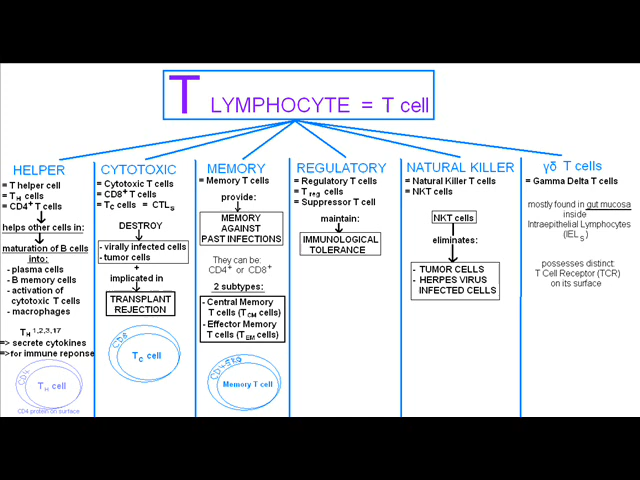 T LYMPHOCYTE = T cell
HELPER
= T helper cell
= TH cells
= CD4+ T cells
helps other cells in:
maturation of B cells
into:
- plasma cells
- B memory cells
- activation of
cytotoxic T cells
- macrophages
TH 1,2,3,17
=> secrete cytokines
=>for immune reponse
CD4
TH cell
CD4 protein on surface
CYTOTOXIC
= Cytotoxic T cells
= CD8+ T cells
= TC cells = CTLS
DESTROY
- virally infected cells
- tumor cells
+
implicated in
TRANSPLANT
REJECTION
CD8
TC cell
MEMORY
= Memory T cells
provide:
MEMORY
AGAINST
PAST INFECTIONS
They can be:
CD4+ or CD8+
2 subtypes:
- Central Memory
T cells (TCM cells)
- Effector Memory
T cells (TEM cells)
Memory T cell
REGULATORY
= Regulatory T cells
= Treg cells
= Suppressor T cell
maintain:
IMMUNOLOGICAL
TOLERANCE
NATURAL KILLER
= Natural Killer T cells
= NKT cells
NKT cells
eliminates:
- TUMOR CELLS
- HERPES VIRUS
INFECTED CELLS
γδ T cells
= Gamma Delta T cells
mostly found in gut mucosa
inside
Intraepithelial Lymphocytes
(IELS)
possesses distinct
T Cell Receptor (TCR)
on its surface